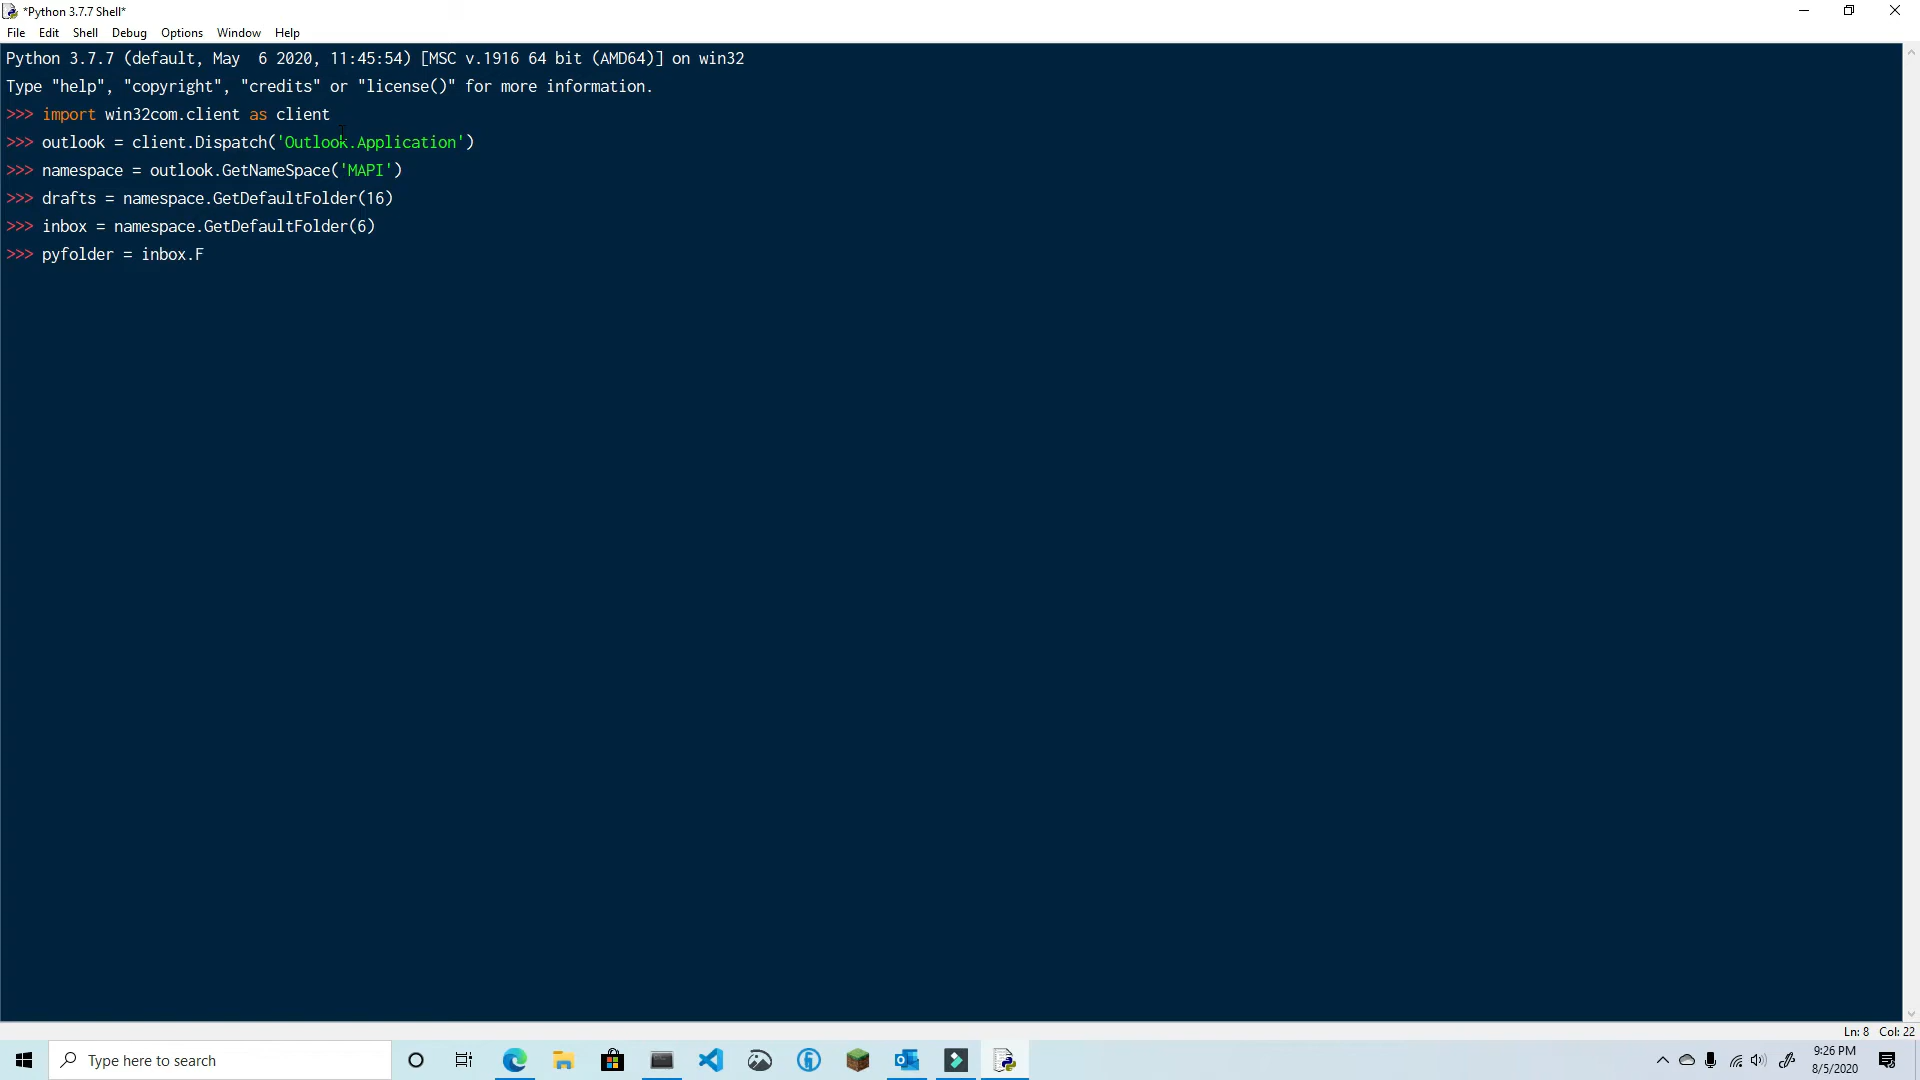 *Python 3.7.7 Shell*
File Edit Shell Debug Options Window Help
Python 3.7.7 (default, May  6 2020, 11:45:54) [MSC v.1916 64 bit (AMD64)] on win32
Type "help", "copyright", "credits" or "license()" for more information.
>>> import win32com.client as client
>>> outlook = client.Dispatch('Outlook.Application')
>>> namespace = outlook.GetNameSpace('MAPI')
>>> drafts = namespace.GetDefaultFolder(16)
>>> inbox = namespace.GetDefaultFolder(6)
>>> pyfolder = inbox.F
Ln: 8 Col: 22
Type here to search
9:26 PM
8/5/2020